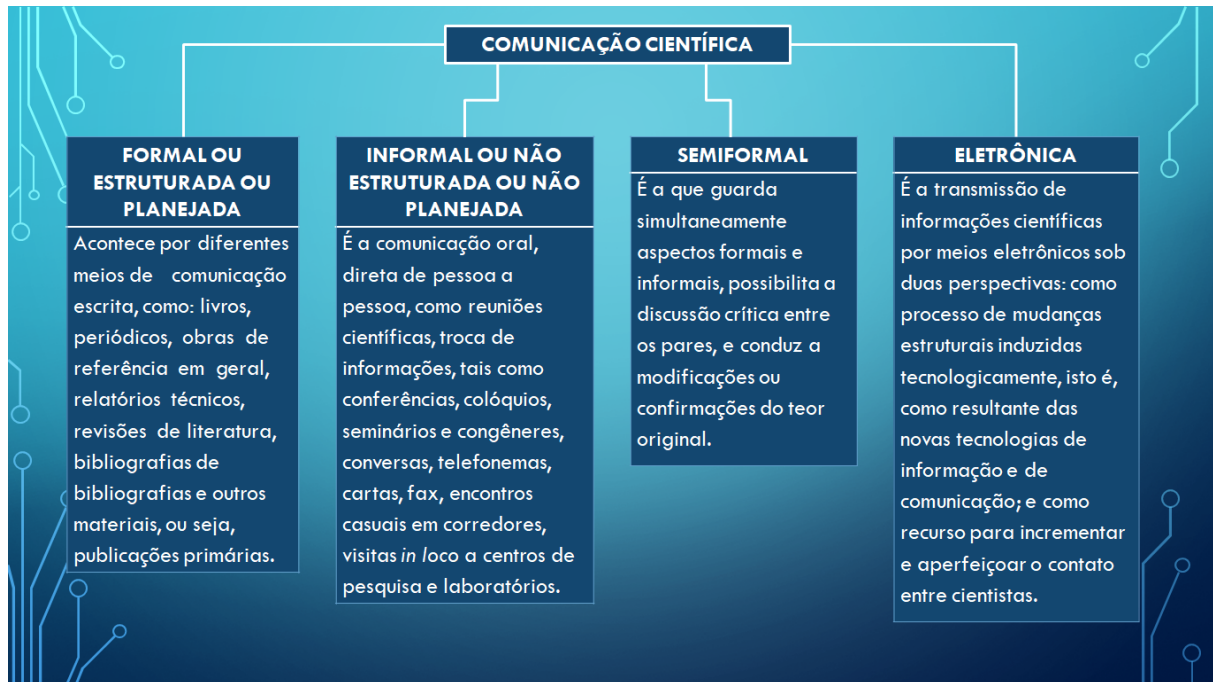 COMUNICAÇÃO CIENTÍFICA
FORMAL OU
ESTRUTURADA OU
PLANEJADA
Acontece por diferentes
meios de comunicação
escrita, como: livros,
periódicos, obras de
referência em geral,
relatórios técnicos,
revisões de literatura,
bibliografias de
bibliografias e outros
materiais, ou seja,
publicações primárias.
INFORMAL OU NÃO
ESTRUTURADA OU NÃO
PLANEJADA
É a comunicação oral,
direta de pessoa a
pessoa, como reuniões
científicas, troca de
informações, tais como
conferências, colóquios,
seminários e congêneres,
conversas, telefonemas,
cartas, fax, encontros
casuais em corredores,
visitas in loco a centros de
pesquisa e laboratórios.
SEMIFORMAL
É a que guarda
simultaneamente
aspectos formais e
informais, possibilita a
discussão crítica entre
os pares, e conduz a
modificações ou
confirmações do teor
original.
ELETRÔNICA
É a transmissão de
informações científicas
por meios eletrônicos sob
duas perspectivas: como
processo de mudanças
estruturais induzidas
tecnologicamente, isto é,
como resultante das
novas tecnologias de
informação e de
comunicação; e como
recurso para incrementar
e aperfeiçoar o contato
entre cientistas.